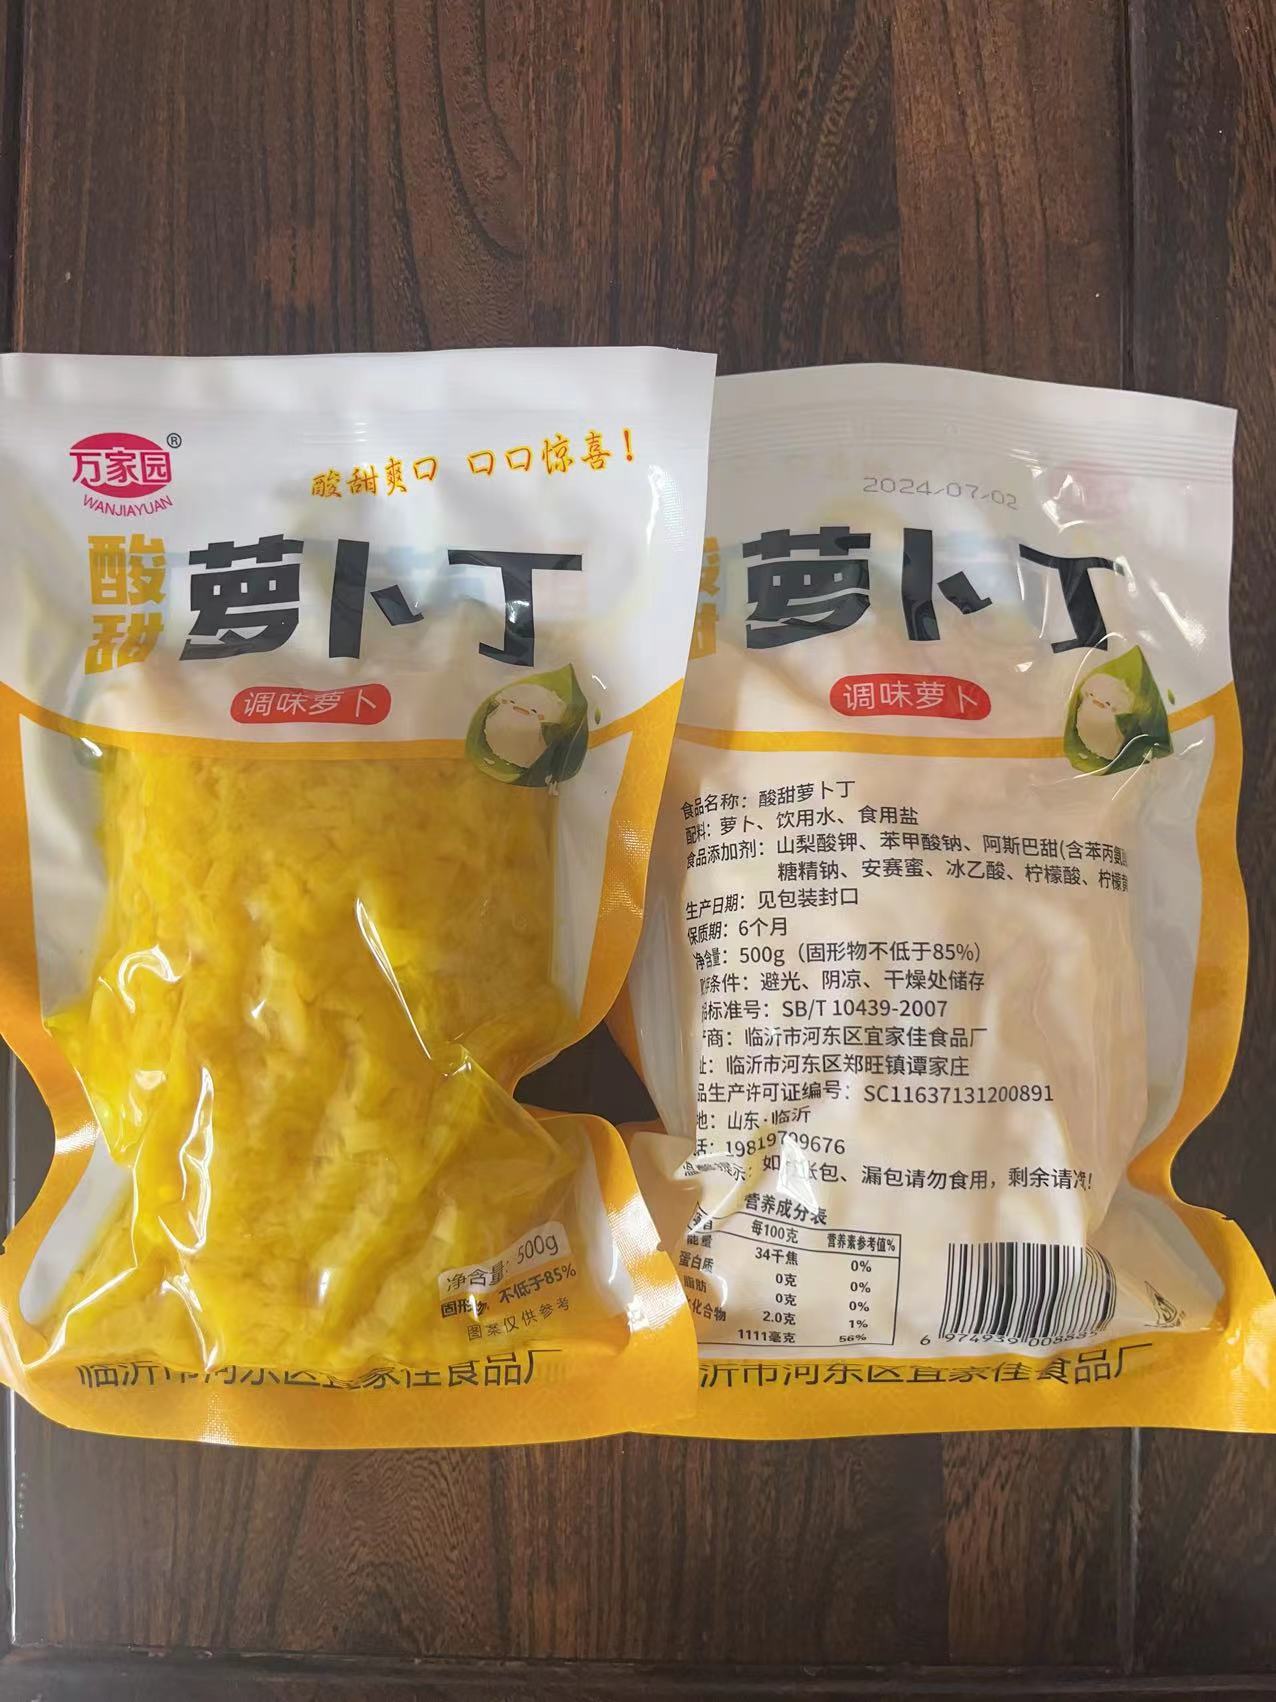 万家园®
WANJIAYUAN
酸甜爽口 口口惊喜！
酸甜
萝卜丁
调味萝卜
净含量：500g
固形物 不低于85%
图案仅供参考
临沂市河东区宜家佳食品厂
2024/07/02
酸甜
萝卜丁
调味萝卜
食品名称：酸甜萝卜丁
配料：萝卜、饮用水、食用盐
食品添加剂：山梨酸钾、苯甲酸钠、阿斯巴甜(含苯丙氨
糖精钠、安赛蜜、冰乙酸、柠檬酸、柠檬黄
生产日期：见包装封口
保质期：6个月
净含量：500g（固形物不低于85%）
条件：避光、阴凉、干燥处储存
标准号：SB/T 10439-2007
商：临沂市河东区宜家佳食品厂
址：临沂市河东区郑旺镇谭家庄
品生产许可证编号：SC11637131200891
地：山东·临沂
话：19819799676
示：如 胀包、漏包请勿食用，剩余请冷
营养成分表
每100克 营养素参考值%
能量 34千焦 0%
蛋白质 0克 0%
脂肪 0克 0%
化合物 2.0克 1%
1111毫克 56%
6 974939 00885
沂市河东区宜家佳食品厂